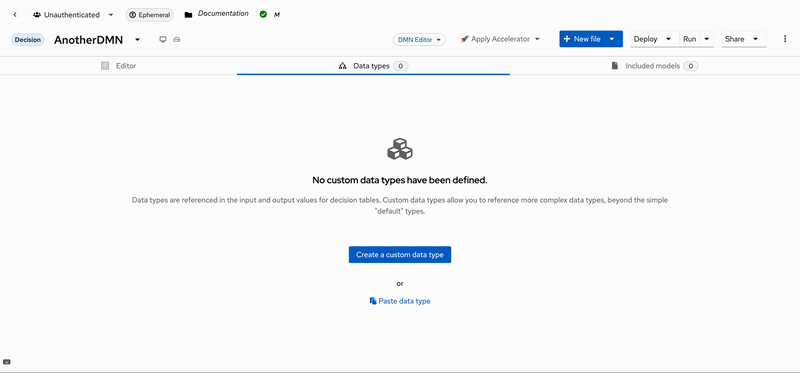 Unauthenticated Ephemeral Documentation M
Decision AnotherDMN DMN Editor Apply Accelerator New file Deploy Run Share
Editor Data types 0 Included models 0
No custom data types have been defined.
Data types are referenced in the input and output values for decision tables. Custom data types allow you to reference more complex data types, beyond the simple
"default" types.
Create a custom data type
or
Paste data type